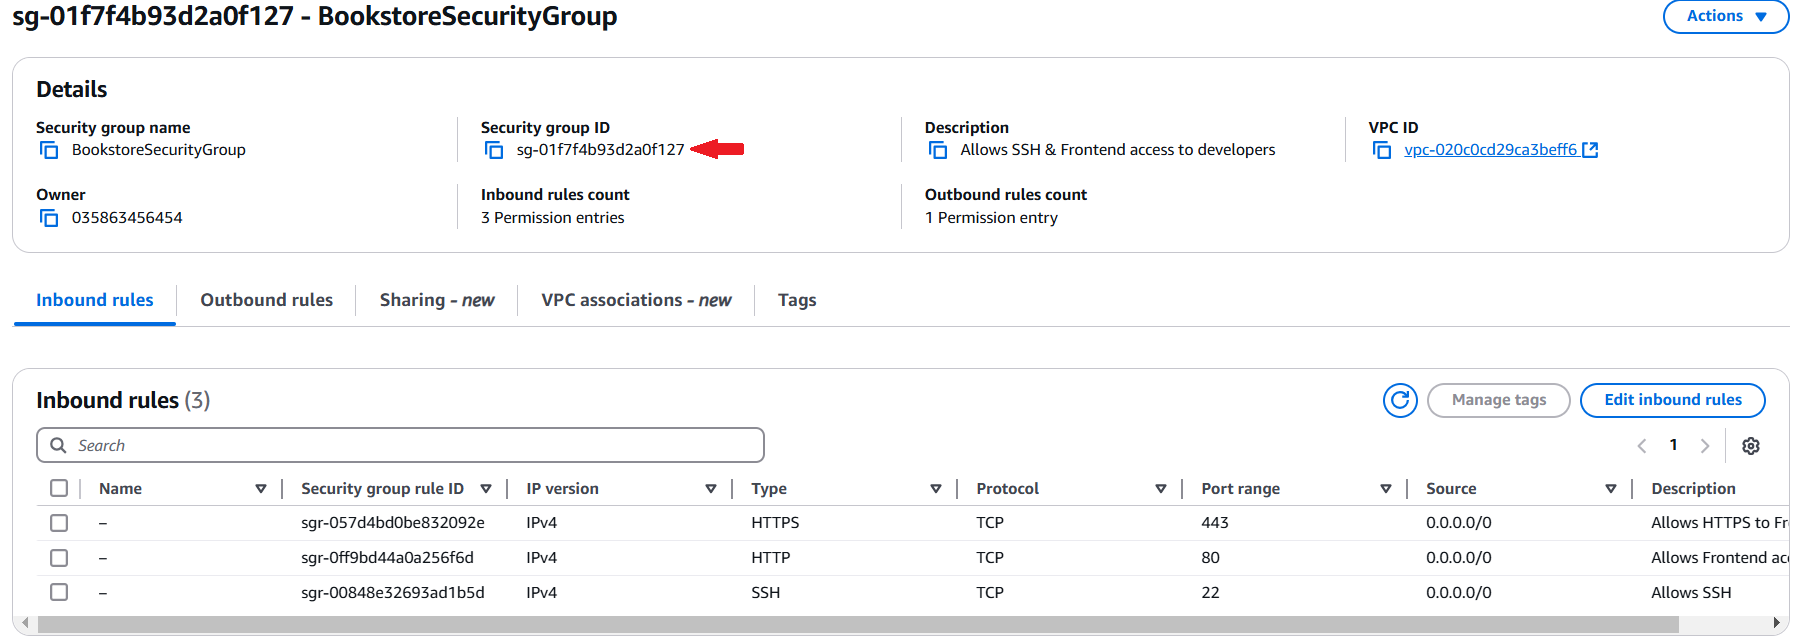 sg-01f7f4b93d2a0f127 - BookstoreSecurityGroup
Actions
Details
Security group name
BookstoreSecurityGroup
Security group ID
sg-01f7f4b93d2a0f127
Description
Allows SSH & Frontend access to developers
VPC ID
vpc-020c0cd29ca3beff6
Owner
035863456454
Inbound rules count
3 Permission entries
Outbound rules count
1 Permission entry
Inbound rules Outbound rules Sharing - new VPC associations - new Tags
Inbound rules (3)
Manage tags Edit inbound rules
Search
1
Name Security group rule ID IP version Type Protocol Port range Source Description
– sgr-057d4bd0be832092e IPv4 HTTPS TCP 443 0.0.0.0/0 Allows HTTPS to Fr
– sgr-0ff9bd44a0a256f6d IPv4 HTTP TCP 80 0.0.0.0/0 Allows Frontend acc
– sgr-00848e32693ad1b5d IPv4 SSH TCP 22 0.0.0.0/0 Allows SSH